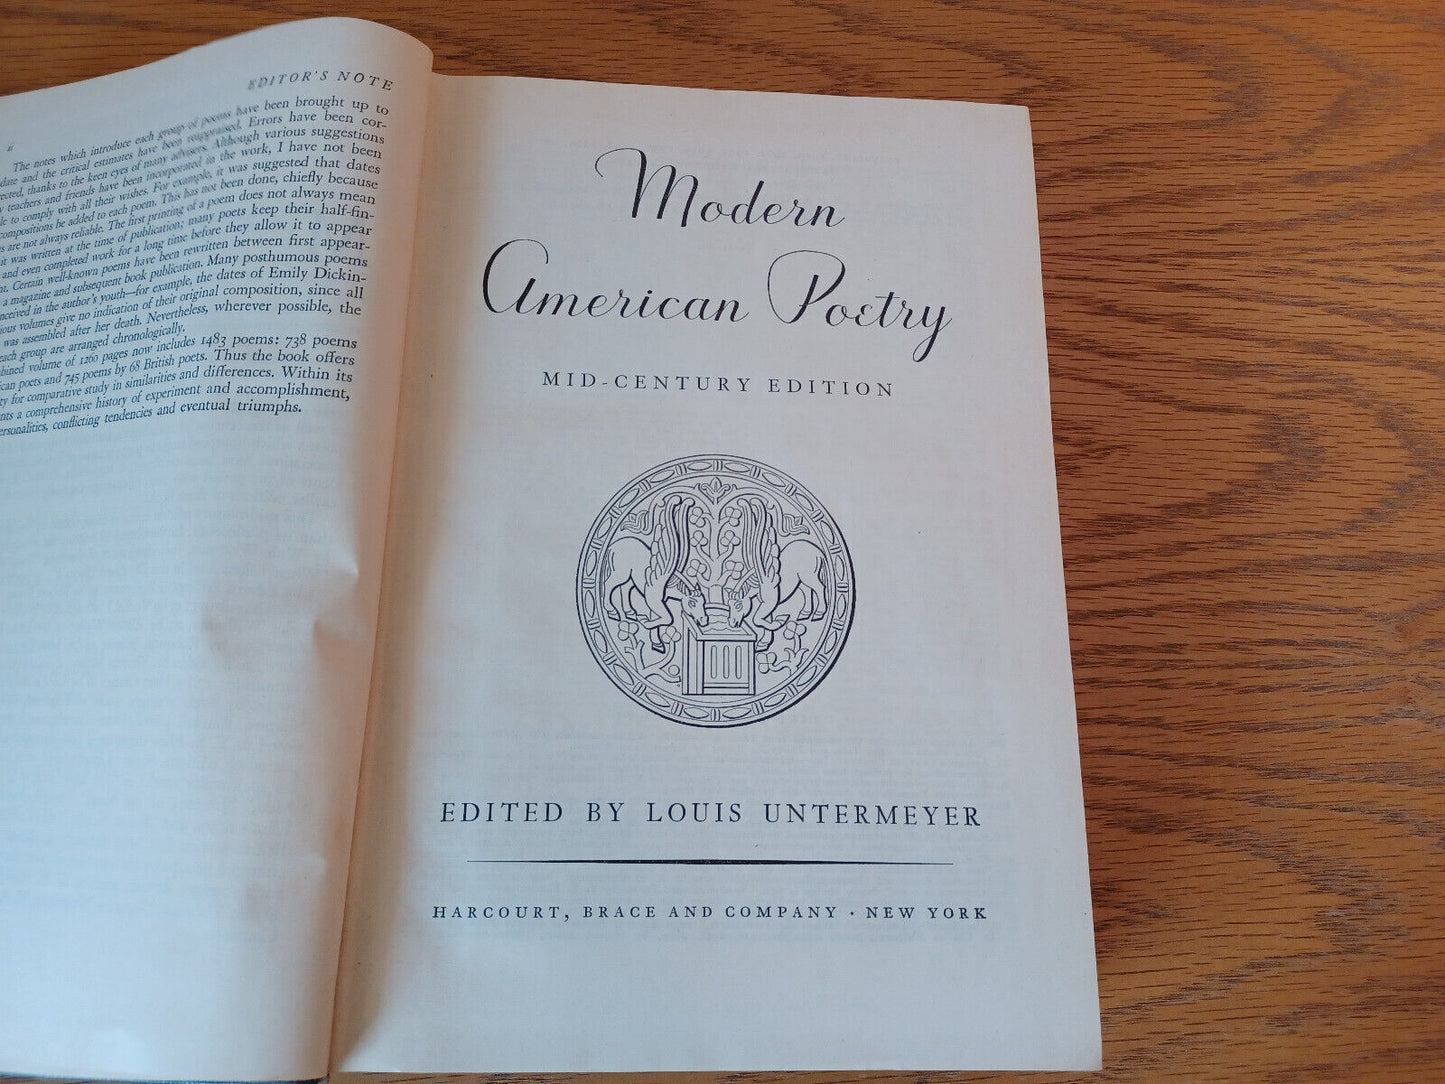 EDITOR'S NOTE
The notes which introduce each group of poems have been brought up to
date and the critical estimates have been reappraised. Errors have been cor-
rected, thanks to the keen eyes of many advisers. Although various suggestions
teachers and friends have been incorporated in the work, I have not been
to comply with all their wishes. For example, it was suggested that dates
compositions be added to each poem. This has not been done, chiefly because
are not always reliable. The first printing of a poem does not always mean
it was written at the time of publication; many poets keep their half-fin-
and even completed work for a long time before they allow it to appear
Certain well-known poems have been rewritten between first appear-
a magazine and subsequent book publication. Many posthumous poems
in the author's youth—for example, the dates of Emily Dickin-
volumes give no indication of their original composition, since all
was assembled after her death. Nevertheless, wherever possible, the
each group are arranged chronologically.
volume of 1260 pages now includes 1483 poems: 738 poems
poets and 745 poems by 68 British poets. Thus the book offers
for comparative study in similarities and differences. Within its
a comprehensive history of experiment and accomplishment,
conflicting tendencies and eventual triumphs.
Modern
American Poetry
MID-CENTURY EDITION
EDITED BY LOUIS UNTERMEYER
HARCOURT, BRACE AND COMPANY · NEW YORK